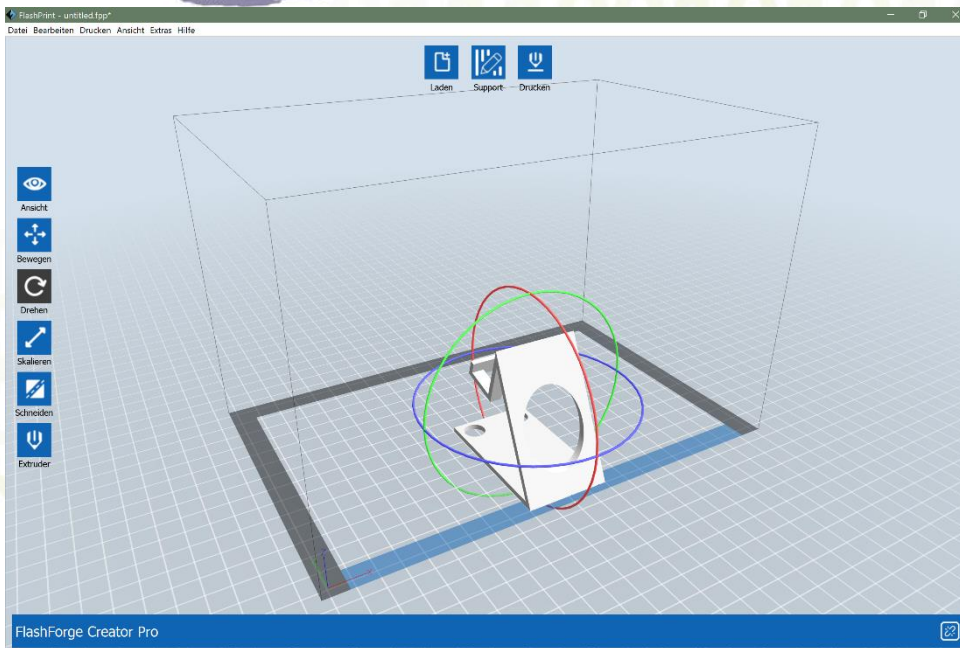 FlashPrint - untitled.fpp*
Datei Bearbeiten Drucken Ansicht Extras Hilfe
Laden Support Drucken
Ansicht
Bewegen
Drehen
Skalieren
Schneiden
Extruder
FlashForge Creator Pro